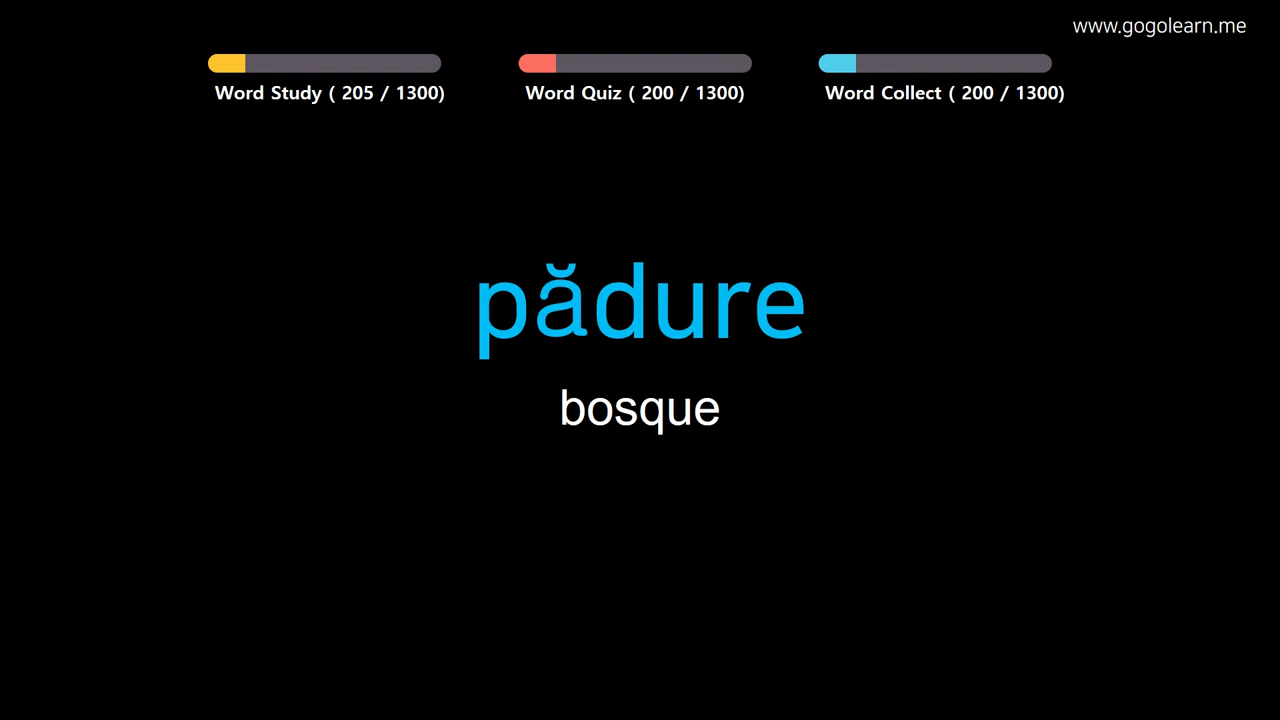 www.gogolearn.me
Word Study ( 205 / 1300)
Word Quiz ( 200 / 1300)
Word Collect ( 200 / 1300)
pădure
bosque